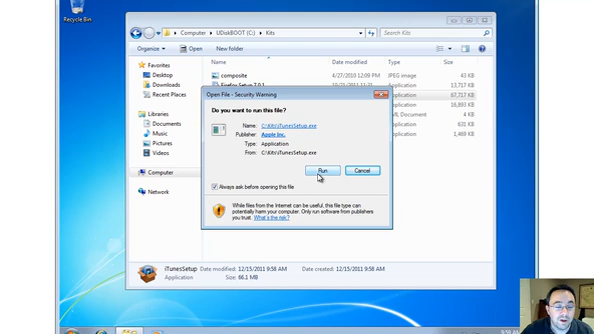 Recycle Bin
Computer
UDiskBOOT (C:)
Kits
Search Kits
Organize
Open
New folder
Favorites
Desktop
Downloads
Recent Places
Libraries
Documents
Music
Pictures
Videos
Computer
Network
composite 4/27/2010 12:09 PM JPEG image 43 KB
Application 13,717 KB
Application 67,717 KB
Application 16,893 KB
Document 4 KB
Application 631 KB
Application 1,469 KB
Open File - Security Warning
Do you want to run this file?
Name: C:\Kits\iTunesSetup.exe
Publisher: Apple Inc.
Type: Application
From: C:\Kits\iTunesSetup.exe
Run
Cancel
Always ask before opening this file
While files from the Internet can be useful, this file type can
potentially harm your computer. Only run software from publishers
you trust. What's the risk?
iTunesSetup Date modified: 12/15/2011 9:58 AM Date created: 12/15/2011 9:58 AM
Application Size: 66.1 MB